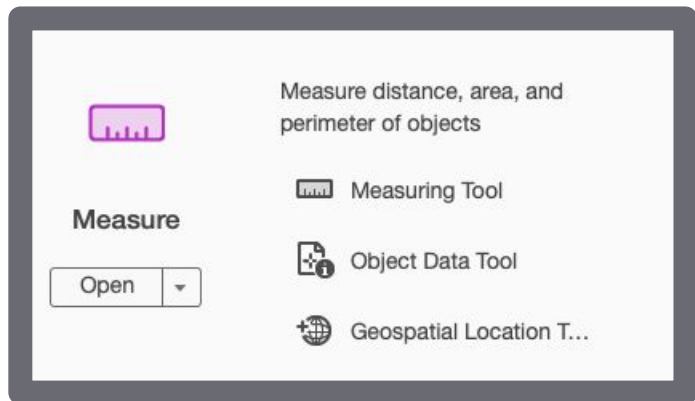 Measure distance, area, and
perimeter of objects
Measure
Open
Measuring Tool
Object Data Tool
Geospatial Location T...